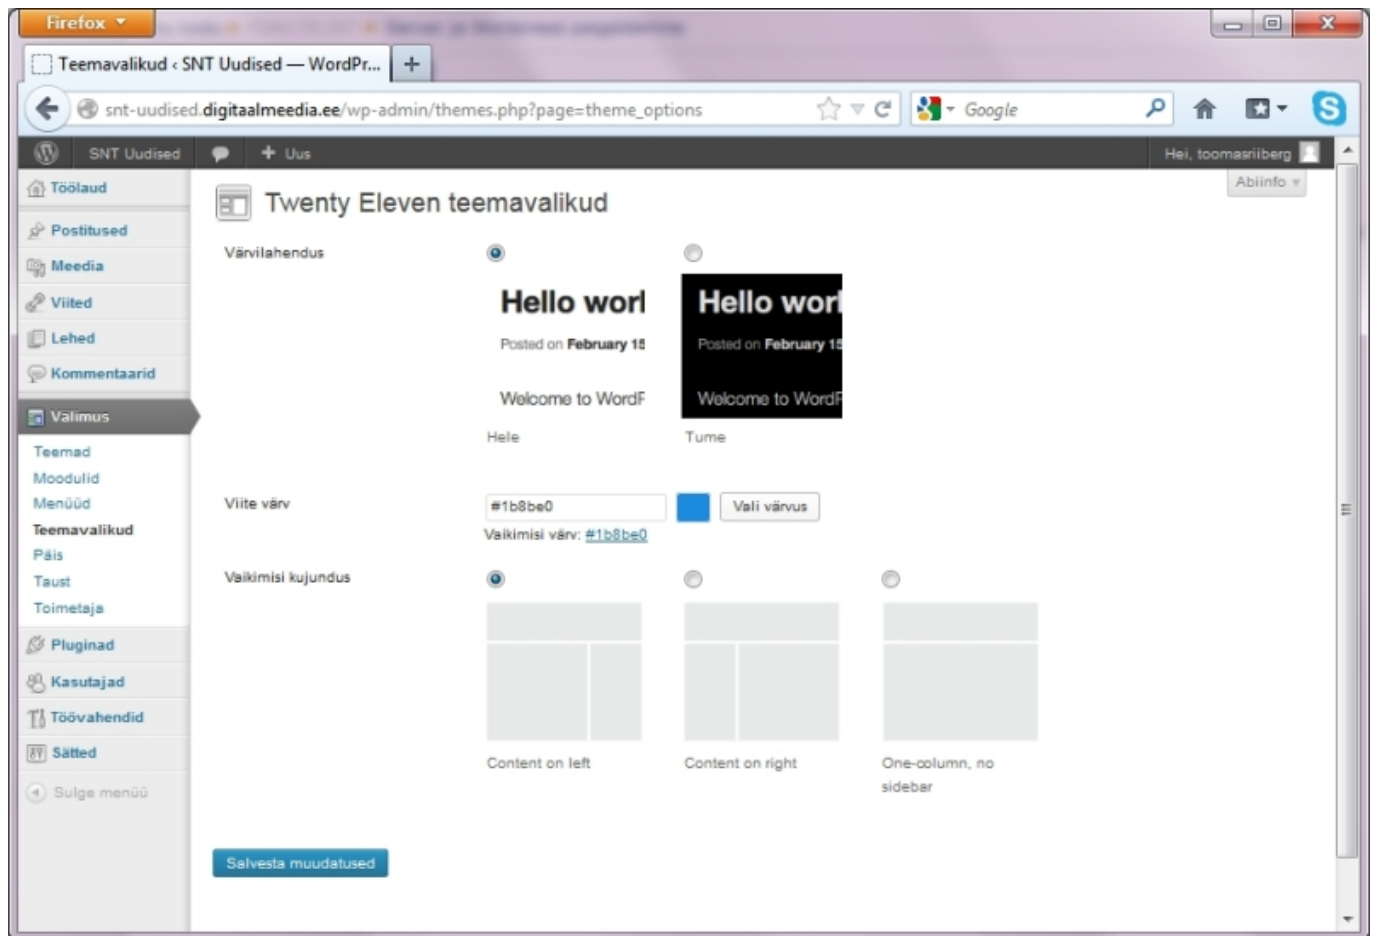 Firefox
Teemavalikud ‹ SNT Uudised — WordPr...
snt-uudised.digitaalmeedia.ee/wp-admin/themes.php?page=theme_options
Google
SNT Uudised
+ Uus
Hei, toomasriiberg
Abiinfo
Töölaud
Postitused
Meedia
Viited
Lehed
Kommentaarid
Valimus
Teemad
Moodulid
Menüüd
Teemavalikud
Päis
Taust
Toimetaja
Pluginad
Kasutajad
Töövahendid
Sätted
Sulge menüü
Twenty Eleven teemavalikud
Värvilahendus
Hello worl
Posted on February 15
Welcome to WordP
Hele
Hello worl
Posted on February 15
Welcome to WordP
Tume
Viite värv
#1b8be0
Vali värvus
Vaikimisi värv: #1b8be0
Vaikimisi kujundus
Content on left
Content on right
One-column, no
sidebar
Salvesta muudatused